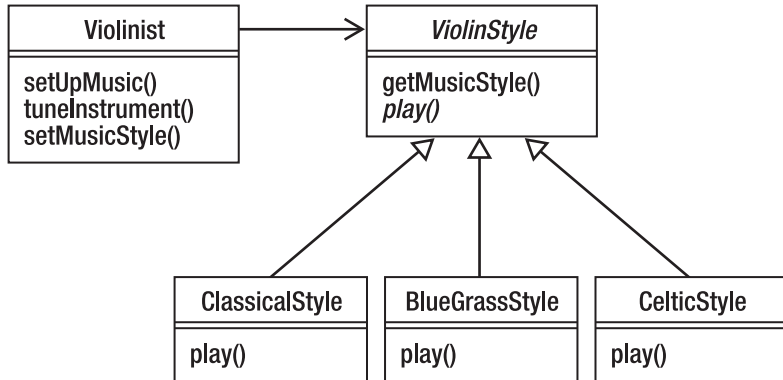 Violinist
setUpMusic()
tuneInstrument()
setMusicStyle()
ViolinStyle
getMusicStyle()
play()
ClassicalStyle
play()
BlueGrassStyle
play()
CelticStyle
play()